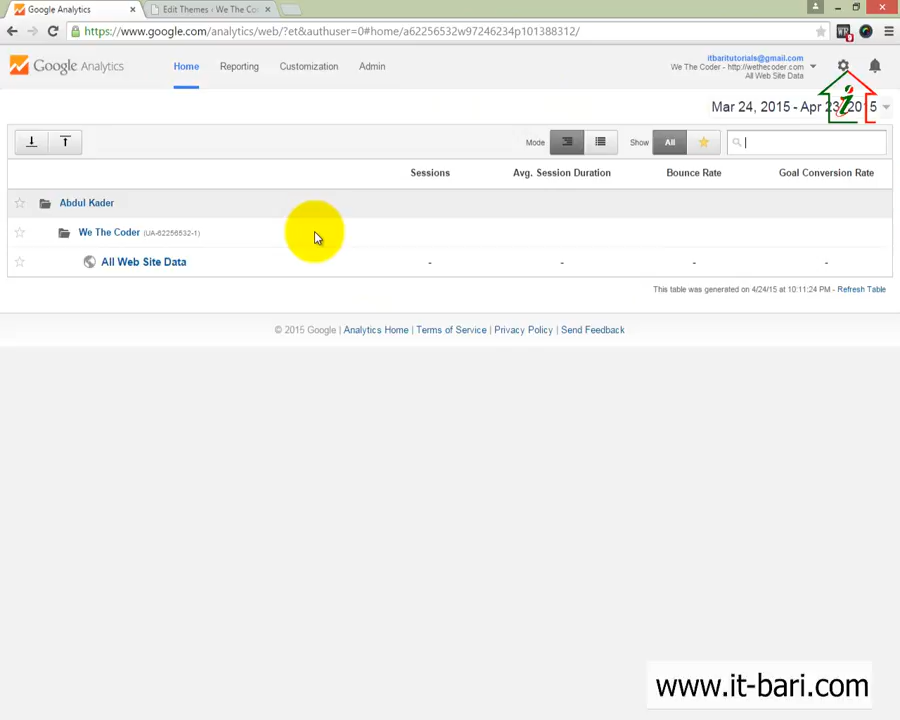 Google Analytics
Edit Themes ‹ We The Co
https://www.google.com/analytics/web/?et&authuser=0#home/a62256532w97246234p101388312/
Google Analytics
Home
Reporting
Customization
Admin
itbaritutorials@gmail.com
We The Coder - http://wethecoder.com
All Web Site Data
Mar 24, 2015 - Apr 23, 2015
Mode
Show
All
Sessions
Avg. Session Duration
Bounce Rate
Goal Conversion Rate
Abdul Kader
We The Coder (UA-62256532-1)
All Web Site Data - - - -
This table was generated on 4/24/15 at 10:11:24 PM - Refresh Table
© 2015 Google | Analytics Home | Terms of Service | Privacy Policy | Send Feedback
www.it-bari.com